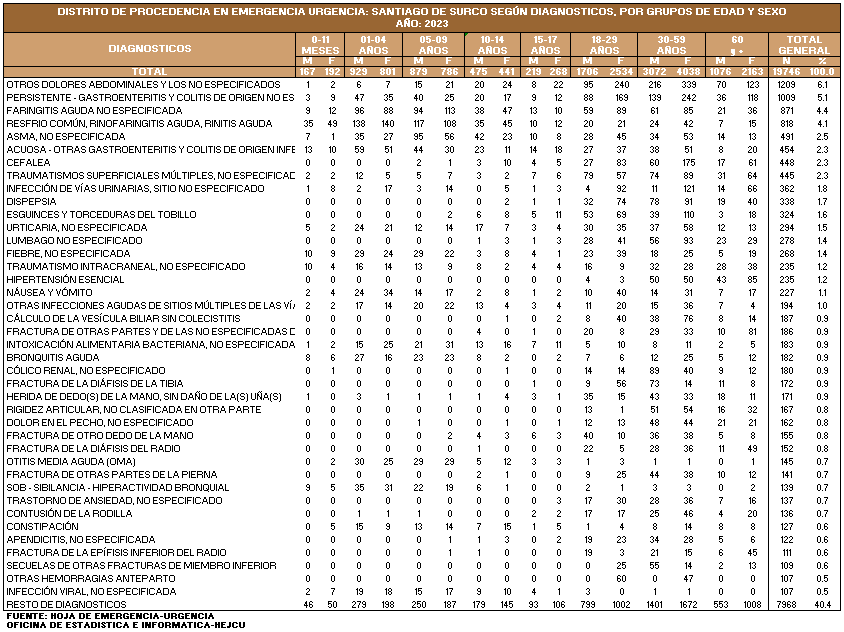 DISTRITO DE PROCEDENCIA EN EMERGENCIA URGENCIA: SANTIAGO DE SURCO SEGÚN DIAGNOSTICOS, POR GRUPOS DE EDAD Y SEXO
AÑO: 2023
DIAGNOSTICOS 0-11 MESES 01-04 AÑOS 05-09 AÑOS 10-14 AÑOS 15-17 AÑOS 18-29 AÑOS 30-59 AÑOS 60 g + TOTAL GENERAL
M F M F M F M F M F M F M F M F N %
TOTAL 167 192 929 801 879 786 475 441 219 268 1706 2534 3072 4038 1076 2163 19746 100.0
OTROS DOLORES ABDOMINALES Y LOS NO ESPECIFICADOS 1 2 6 7 15 21 20 24 8 22 95 240 216 339 70 123 1209 6.1
PERSISTENTE - GASTROENTERITIS Y COLITIS DE ORIGEN NO ES 3 9 47 35 40 25 20 17 9 12 88 169 139 242 36 118 1009 5.1
FARINGITIS AGUDA NO ESPECIFICADA 9 12 96 88 94 113 38 47 13 10 59 89 61 85 21 36 871 4.4
RESFRIO COMÚN, RINOFARINGITIS AGUDA, RINITIS AGUDA 35 49 138 140 117 108 35 45 10 12 20 21 24 42 7 15 818 4.1
ASMA, NO ESPECIFICADA 7 1 35 27 95 56 42 23 10 8 28 45 34 53 14 13 491 2.5
ACUOSA - OTRAS GASTROENTERITIS Y COLITIS DE ORIGEN INFE 13 10 59 51 44 30 23 11 14 18 27 37 38 51 8 20 454 2.3
CEFALEA 0 0 0 0 2 1 3 10 4 5 27 83 60 175 17 61 448 2.3
TRAUMATISMOS SUPERFICIALES MÚLTIPLES, NO ESPECIFICAD 2 2 12 5 5 7 3 2 7 6 79 57 74 89 31 64 445 2.3
INFECCIÓN DE VÍAS URINARIAS, SITIO NO ESPECIFICADO 1 8 2 17 3 14 0 5 1 3 4 92 11 121 14 66 362 1.8
DISPEPSIA 0 0 0 0 0 0 0 2 1 1 32 74 78 91 19 40 338 1.7
ESGUINCES Y TORCEDURAS DEL TOBILLO 0 0 0 0 0 2 6 8 5 11 53 69 39 110 3 18 324 1.6
URTICARIA, NO ESPECIFICADA 5 2 24 21 12 14 17 7 3 4 30 35 37 58 12 13 294 1.5
LUMBAGO NO ESPECIFICADO 0 0 0 0 0 0 1 3 1 3 28 41 56 93 23 29 278 1.4
FIEBRE, NO ESPECIFICADA 10 9 29 24 29 22 3 8 4 1 23 39 18 25 5 19 268 1.4
TRAUMATISMO INTRACRANEAL, NO ESPECIFICADO 10 4 16 14 13 9 8 2 4 4 16 9 32 28 28 38 235 1.2
HIPERTENSIÓN ESENCIAL 0 0 0 0 0 0 0 0 0 0 4 3 50 50 43 85 235 1.2
NÁUSEA Y VÓMITO 2 4 24 34 14 17 2 8 1 2 10 40 14 31 7 17 227 1.1
OTRAS INFECCIONES AGUDAS DE SITIOS MÚLTIPLES DE LAS VÍA 2 2 17 14 20 22 13 4 3 4 11 20 15 36 7 4 194 1.0
CÁLCULO DE LA VESÍCULA BILIAR SIN COLECISTITIS 0 0 0 0 0 0 0 0 1 0 8 40 38 76 8 14 187 0.9
FRACTURA DE OTRAS PARTES Y DE LAS NO ESPECIFICADAS D 0 0 0 0 0 0 4 0 1 0 20 8 29 33 10 81 186 0.9
INTOXICACIÓN ALIMENTARIA BACTERIANA, NO ESPECIFICADA 1 2 15 25 21 31 13 16 7 11 5 10 8 11 2 5 183 0.9
BRONQUITIS AGUDA 8 6 27 16 23 23 8 2 0 2 7 6 12 25 5 12 182 0.9
CÓLICO RENAL, NO ESPECIFICADO 0 1 0 0 0 0 0 1 0 0 14 14 89 40 9 12 180 0.9
FRACTURA DE LA DIÁFISIS DE LA TIBIA 0 0 0 0 0 0 0 0 1 0 9 56 73 14 11 8 172 0.9
HERIDA DE DEDO(S) DE LA MANO, SIN DAÑO DE LA(S) UÑA(S) 1 0 3 1 1 1 4 1 3 1 35 15 43 33 18 11 171 0.9
RIGIDEZ ARTICULAR, NO CLASIFICADA EN OTRA PARTE 0 0 0 0 0 0 0 0 0 0 13 1 51 54 16 32 167 0.8
DOLOR EN EL PECHO, NO ESPECIFICADO 0 0 0 0 1 0 0 1 0 1 12 13 48 44 21 21 162 0.8
FRACTURA DE OTRO DEDO DE LA MANO 0 0 0 0 0 2 4 3 6 3 40 10 36 38 5 8 155 0.8
FRACTURA DE LA DIÁFISIS DEL RADIO 0 0 0 0 0 0 0 1 0 0 22 5 28 36 11 49 152 0.8
OTITIS MEDIA AGUDA (OMA) 0 2 30 25 29 29 5 12 3 3 1 3 1 1 0 1 145 0.7
FRACTURA DE OTRAS PARTES DE LA PIERNA 0 0 0 0 0 0 2 1 0 0 9 25 44 38 10 12 141 0.7
SOB - SIBILANCIA - HIPERACTIVIDAD BRONQUIAL 9 5 35 31 22 19 6 1 0 0 2 1 3 3 0 2 139 0.7
TRASTORNO DE ANSIEDAD, NO ESPECIFICADO 0 0 0 0 0 0 0 0 0 3 17 30 28 36 7 16 137 0.7
CONTUSIÓN DE LA RODILLA 0 0 1 1 1 0 0 0 2 2 17 17 25 46 4 20 136 0.7
CONSTIPACIÓN 0 5 15 9 13 14 7 15 1 5 1 4 8 14 8 8 127 0.6
APENDICITIS, NO ESPECIFICADA 0 0 0 0 0 1 1 3 0 2 19 23 34 28 5 6 122 0.6
FRACTURA DE LA EPÍFISIS INFERIOR DEL RADIO 0 0 0 0 0 1 1 0 0 0 19 3 21 15 6 45 111 0.6
SECUELAS DE OTRAS FRACTURAS DE MIEMBRO INFERIOR 0 0 0 0 0 0 0 0 0 0 0 25 55 14 2 13 109 0.6
OTRAS HEMORRAGIAS ANTEPARTO 0 0 0 0 0 0 0 0 0 0 0 60 0 47 0 0 107 0.5
INFECCIÓN VIRAL, NO ESPECIFICADA 2 7 19 18 15 17 9 10 4 1 3 0 1 1 0 0 107 0.5
RESTO DE DIAGNOSTICOS 46 50 279 198 250 187 179 145 93 106 799 1002 1401 1672 553 1008 7968 40.4
FUENTE: HOJA DE EMERGENCIA-URGENCIA
OFICINA DE ESTADISTICA E INFORMATICA-HEJCU